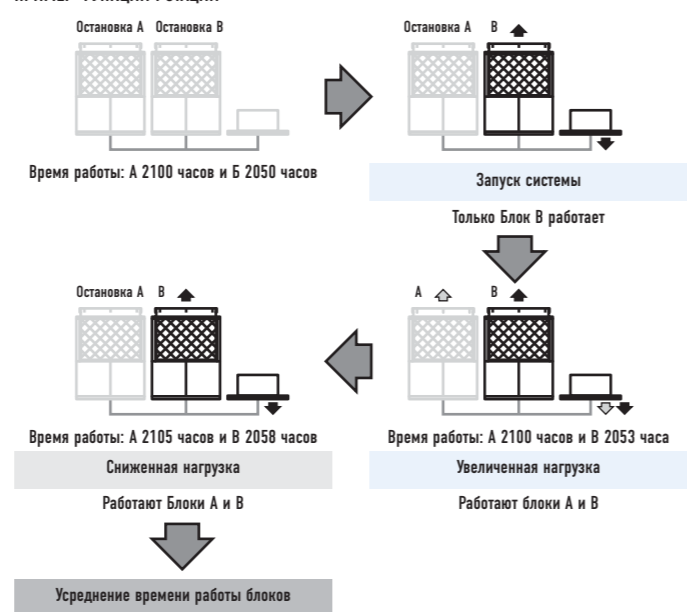 Остановка А Остановка В
Время работы: А 2100 часов и Б 2050 часов
Остановка А В
Запуск системы
Только Блок В работает
А В
Время работы: А 2100 часов и В 2053 часа
Увеличенная нагрузка
Работают блоки А и В
Остановка А В
Время работы: А 2105 часов и В 2058 часов
Сниженная нагрузка
Работают Блоки А и В
Усреднение времени работы блоков